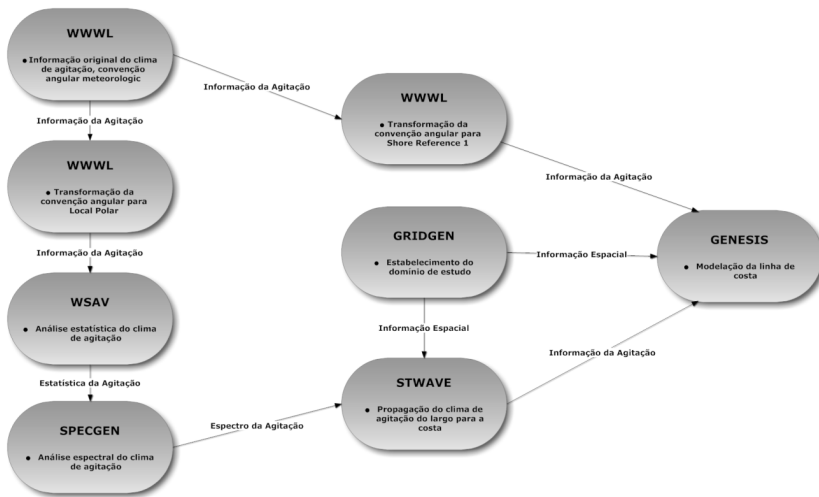 WWWL
● Informação original do clima
de agitação, convenção
angular meteorologic
Informação da Agitação
WWWL
● Transformação da
convenção angular para
Shore Reference 1
Informação da Agitação
Informação da Agitação
WWWL
● Transformação da
convenção angular para
Local Polar
Informação da Agitação
GRIDGEN
● Estabelecimento do
domínio de estudo
Informação Espacial
GENESIS
● Modelação da linha de
costa
Informação da Agitação
WSAV
● Análise estatística do clima
de agitação
Informação Espacial
Informação da Agitação
Estatística da Agitação
STWAVE
● Propagação do clima de
agitação do largo para a
costa
SPECGEN
● Análise espectral do clima
de agitação
Espectro da Agitação